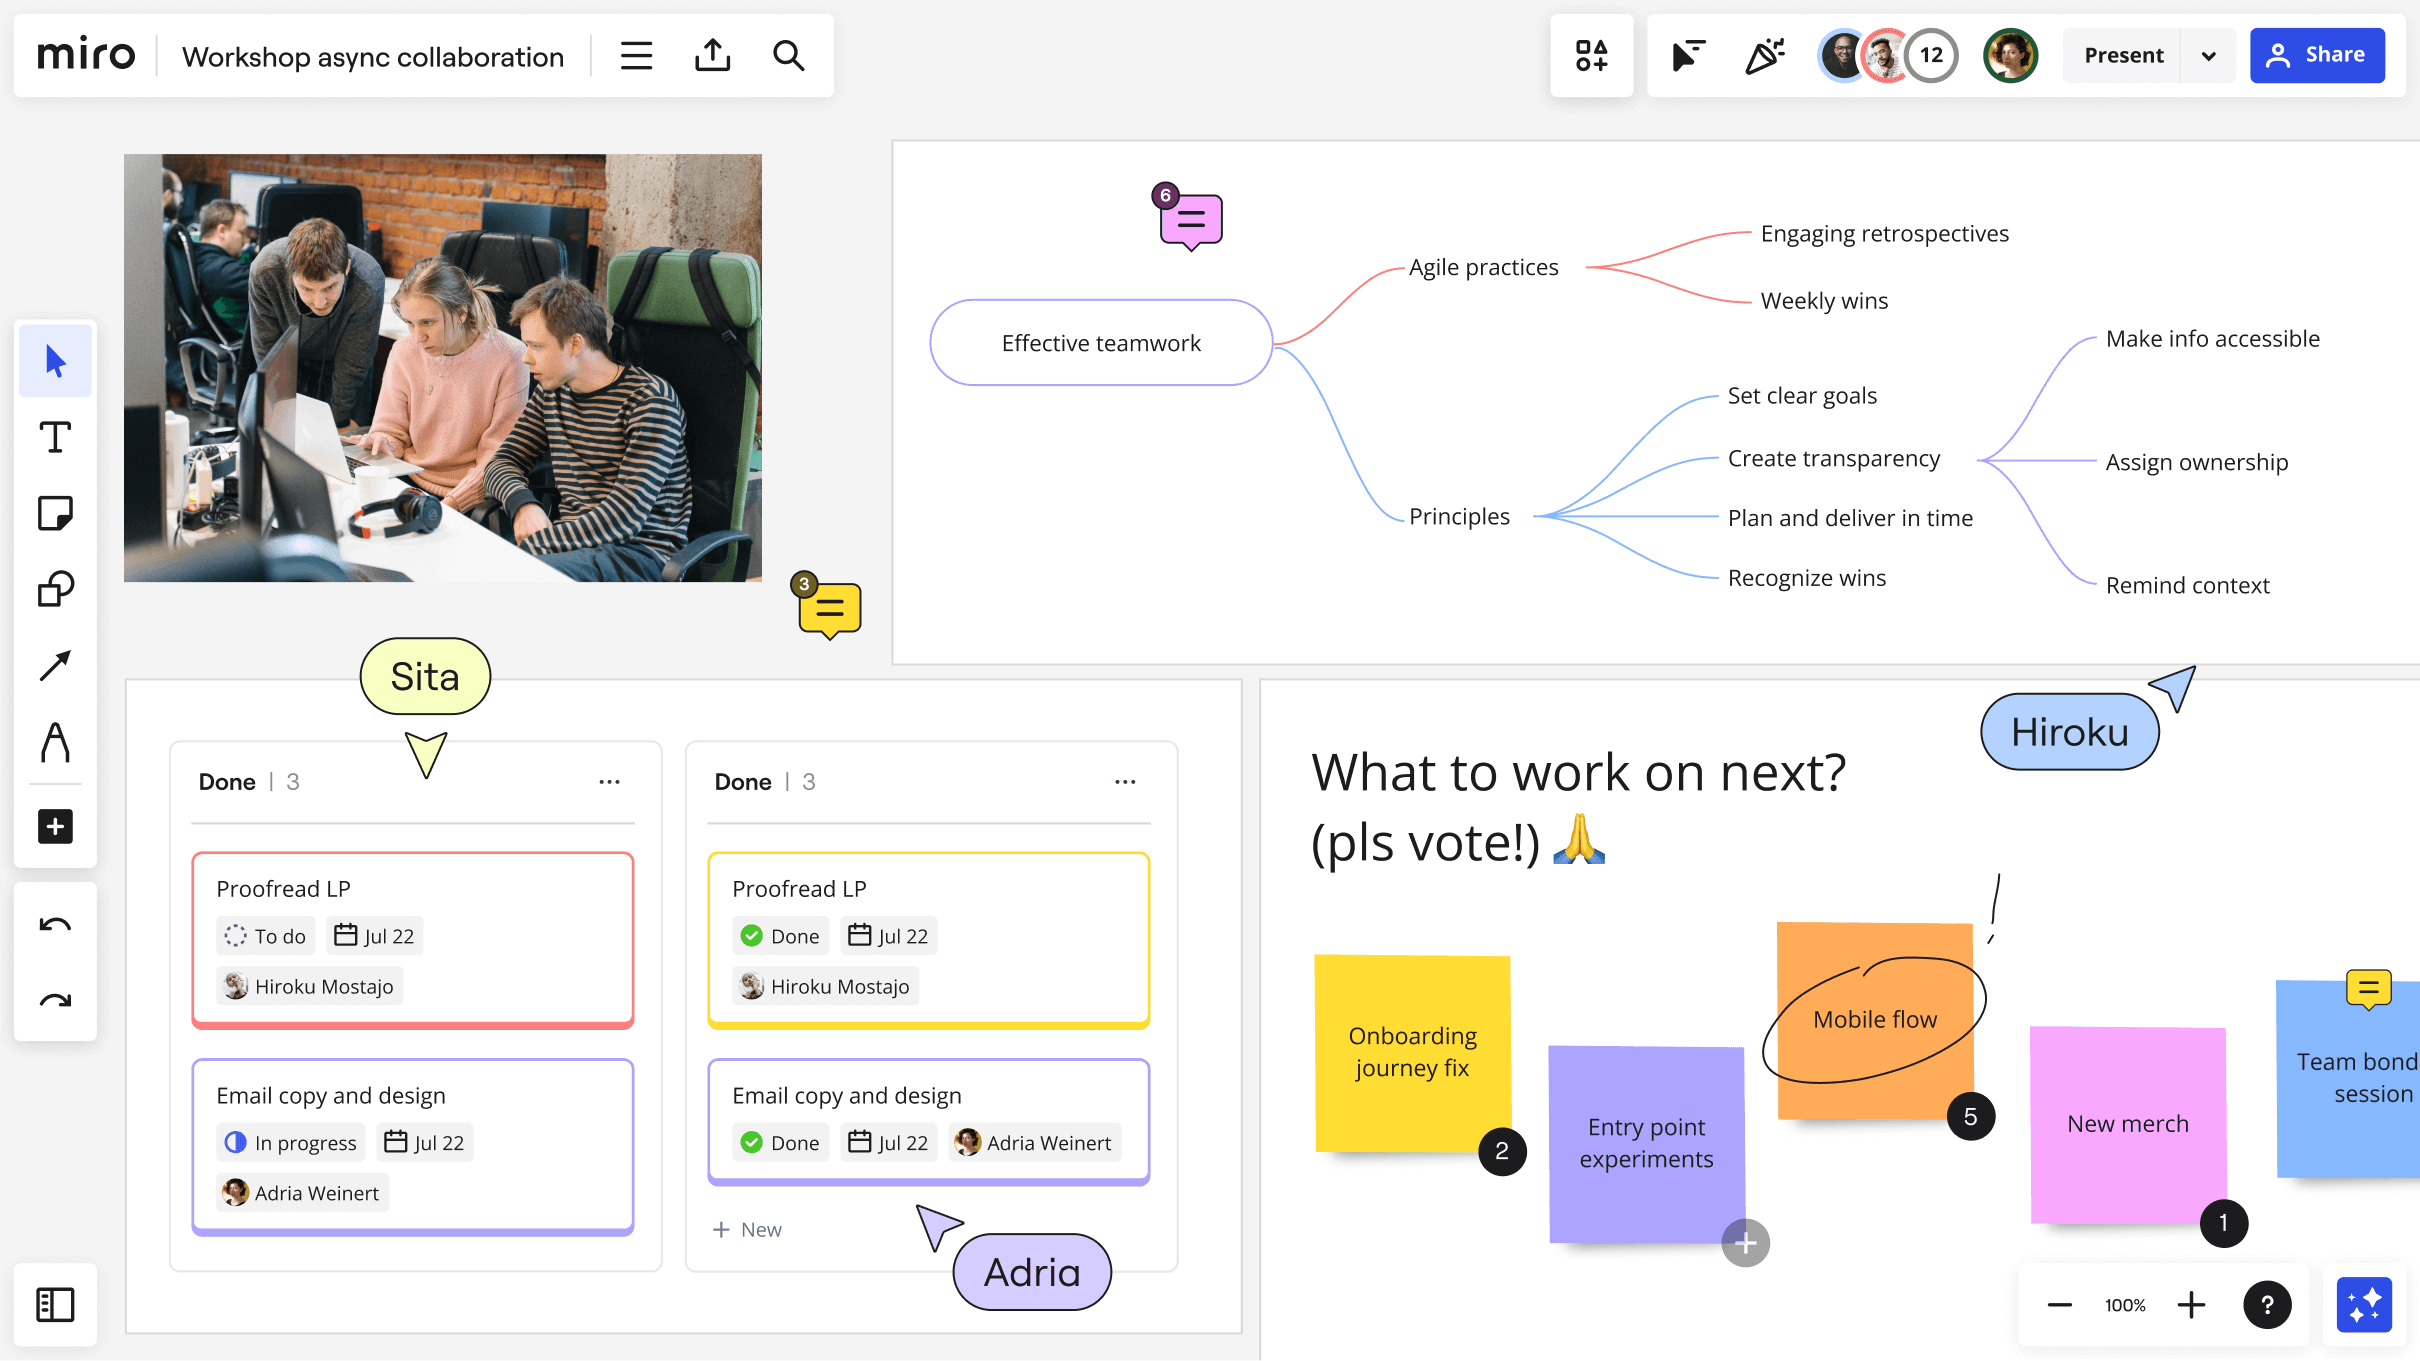 miro
Workshop async collaboration
12
Present
Share
6
Effective teamwork
Agile practices
Engaging retrospectives
Weekly wins
Principles
Set clear goals
Create transparency
Plan and deliver in time
Recognize wins
Make info accessible
Assign ownership
Remind context
3
Sita
Hiroku
Done | 3
Proofread LP
To do
Jul 22
Hiroku Mostajo
Email copy and design
In progress
Jul 22
Adria Weinert
Done | 3
Proofread LP
Done
Jul 22
Hiroku Mostajo
Email copy and design
Done
Jul 22
Adria Weinert
+ New
Adria
What to work on next?
(pls vote!) 🙏
Onboarding
journey fix
2
Entry point
experiments
Mobile flow
5
New merch
1
Team bond
session
100%
?